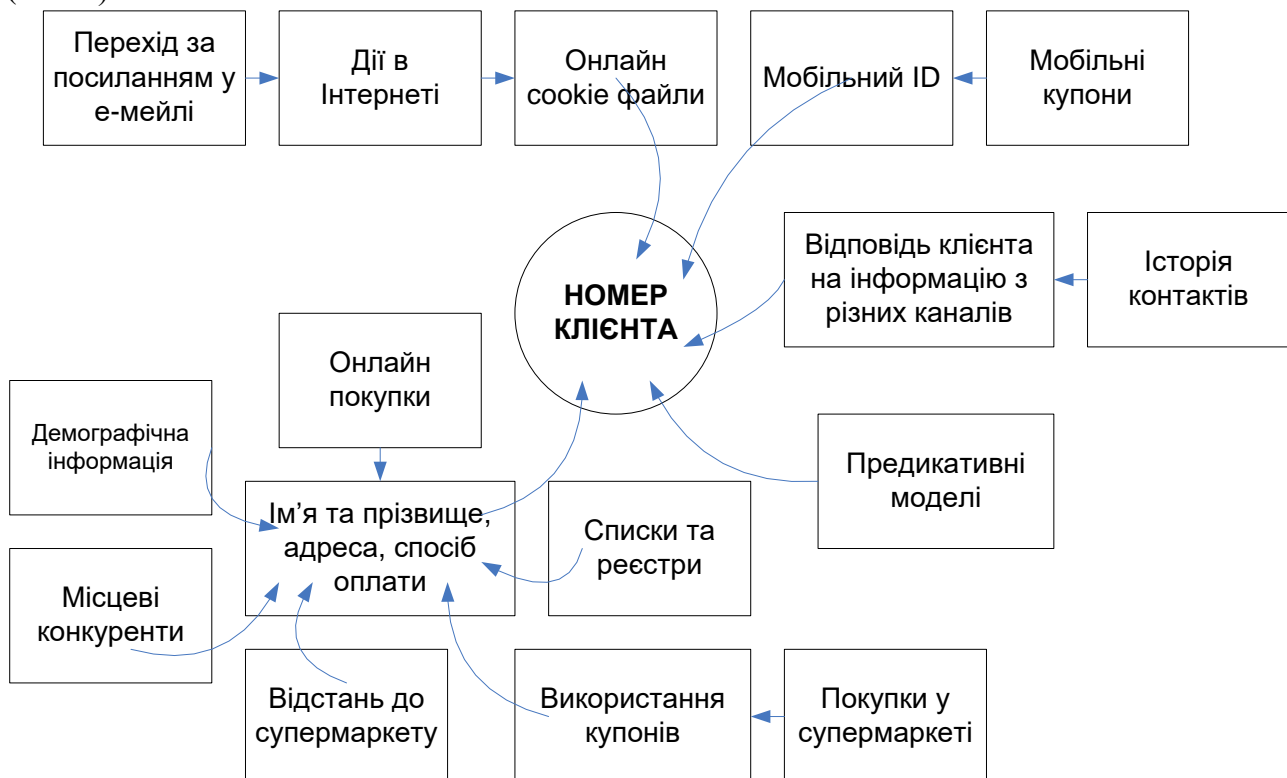 Перехід за
посиланням у
е-мейлі
Дії в
Інтернеті
Онлайн
cookie файли
Мобільний ID
Мобільні
купони
НОМЕР
КЛІЄНТА
Відповідь клієнта
на інформацію з
різних каналів
Історія
контактів
Онлайн
покупки
Демографічна
інформація
Ім’я та прізвище,
адреса, спосіб
оплати
Списки та
реєстри
Предикативні
моделі
Місцеві
конкуренти
Відстань до
супермаркету
Використання
купонів
Покупки у
супермаркеті